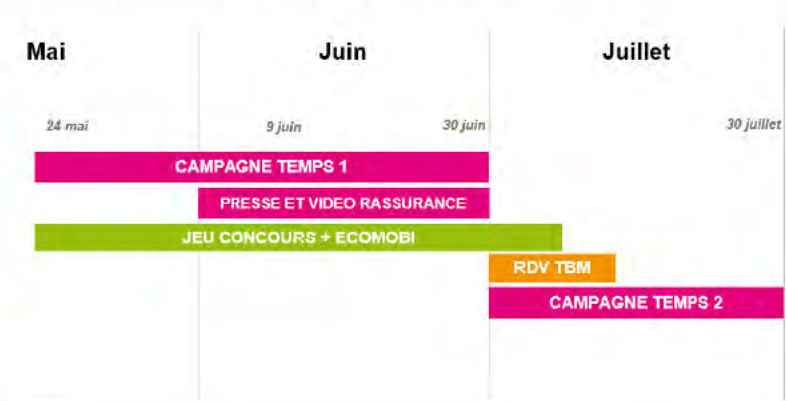 Mai
Juin
Juillet
24 mai
9 juin
30 juin
30 juillet
CAMPAGNE TEMPS 1
PRESSE ET VIDEO RASSURANCE
JEU CONCOURS + ECOMOBI
RDV TBM
CAMPAGNE TEMPS 2